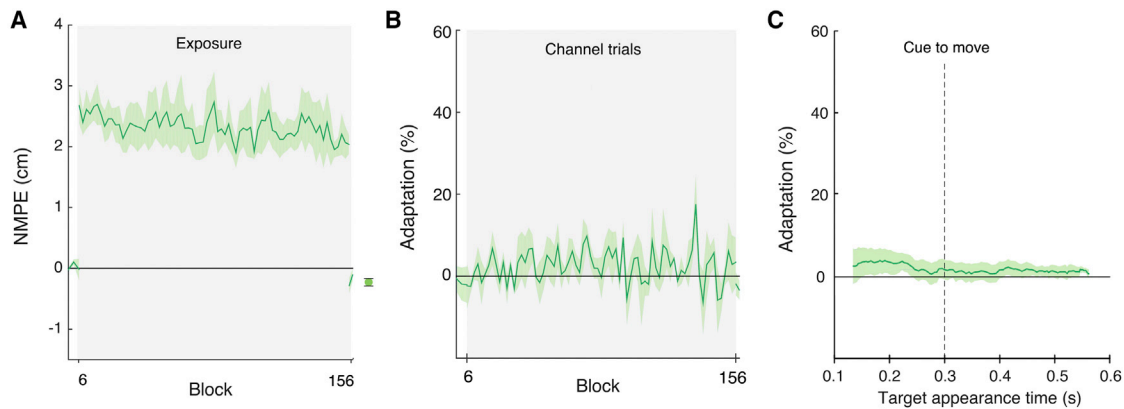 A
4
3
2
1
0
-1
NMPE (cm)
Exposure
6
156
Block
B
60
40
20
0
Adaptation (%)
Channel trials
6
156
Block
C
60
40
20
0
Adaptation (%)
Cue to move
0.1
0.2
0.3
0.4
0.5
0.6
Target appearance time (s)